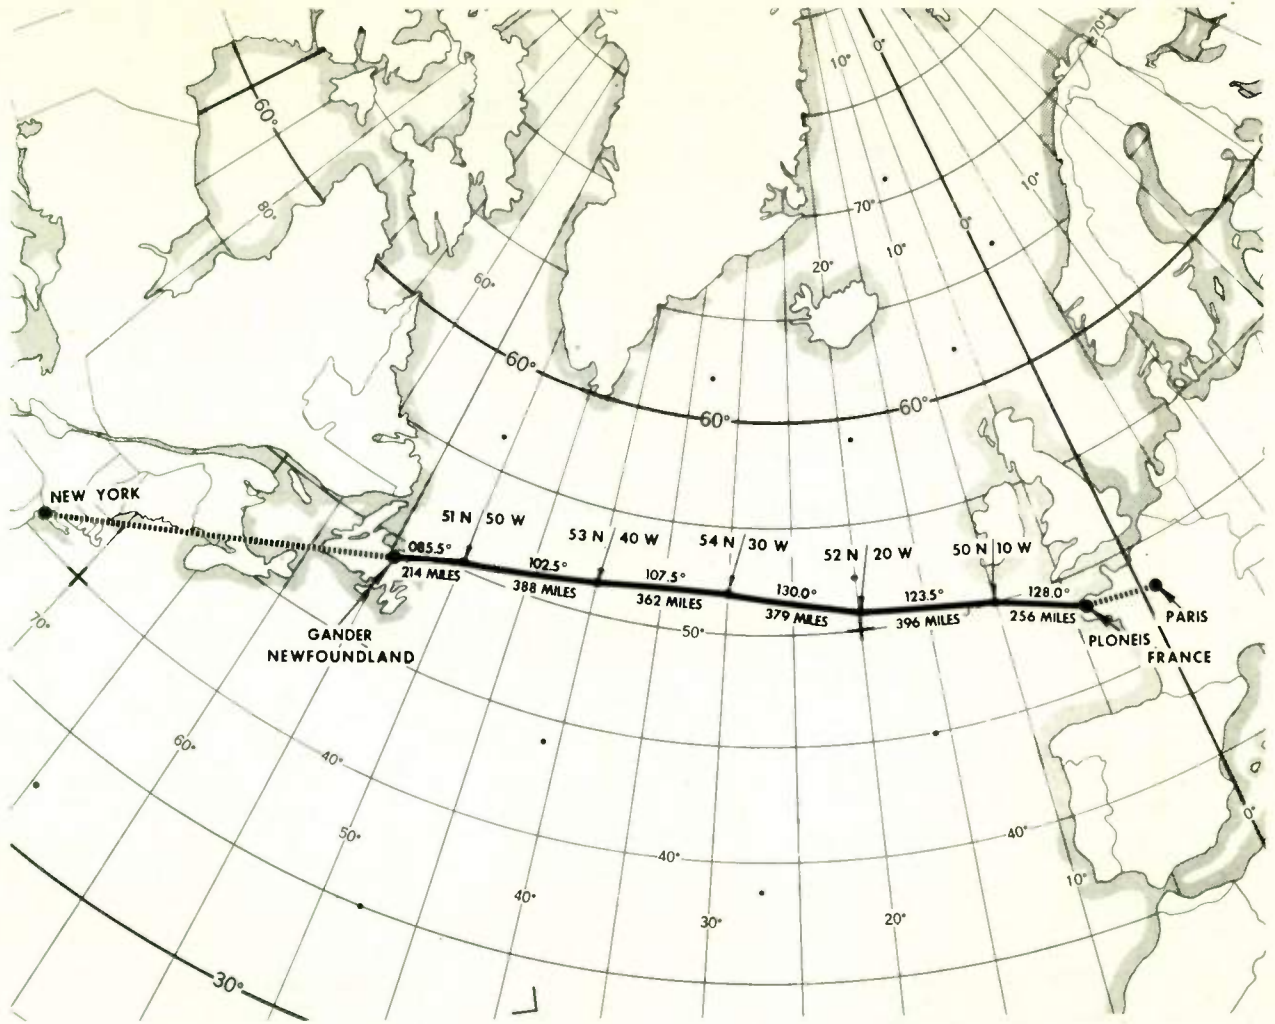 0°
70°
10°
60°
10°
80°
70°
0°
10°
20°
60°
60°
60°
60°
NEW YORK
51 N 50 W
53 N 40 W
54 N 30 W
52 N 20 W
50 N 10 W
085.5°
214 MILES
102.5°
388 MILES
107.5°
362 MILES
130.0°
379 MILES
123.5°
396 MILES
128.0°
256 MILES
PARIS
PLONEIS
FRANCE
GANDER
NEWFOUNDLAND
50°
70°
60°
40°
50°
40°
40°
40°
10°
0°
30°
20°
30°